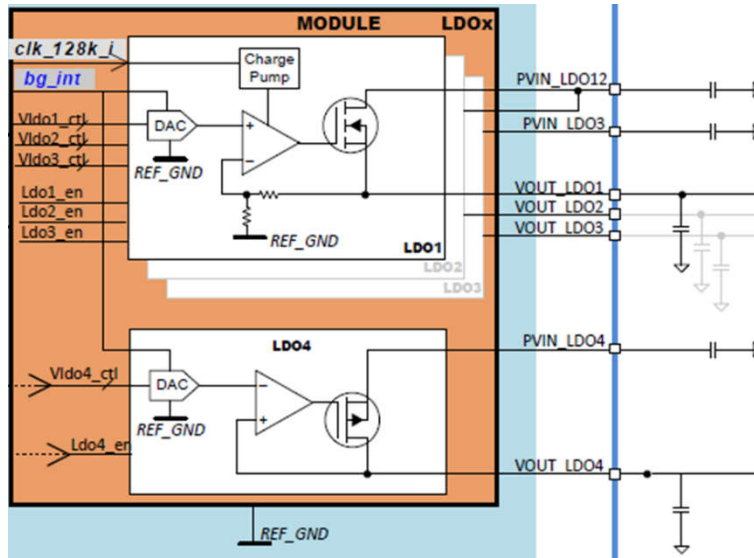 MODULE LDOx
clk_128k_i
Charge
Pump
bg_int
PVIN_LDO12
Vldo1_ctl
DAC
+
PVIN_LDO3
Vldo2_ctl
Vldo3_ctl
−
REF_GND
Ldo1_en
VOUT_LDO1
Ldo2_en
VOUT_LDO2
Ldo3_en
REF_GND
VOUT_LDO3
LDO1
LDO2
LDO3
LDO4
PVIN_LDO4
Vldo4_ctl
DAC
−
REF_GND
+
Ldo4_en
VOUT_LDO4
REF_GND